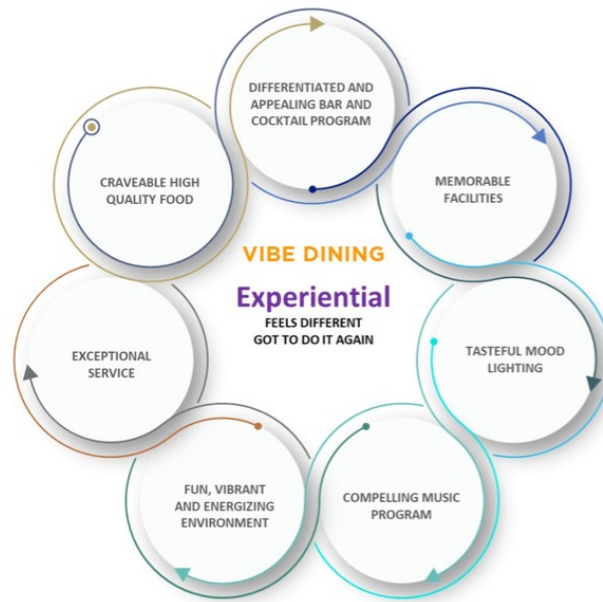 DIFFERENTIATED AND
APPEALING BAR AND
COCKTAIL PROGRAM
CRAVEABLE HIGH
QUALITY FOOD
MEMORABLE
FACILITIES
VIBE DINING
Experiential
FEELS DIFFERENT
GOT TO DO IT AGAIN
EXCEPTIONAL
SERVICE
TASTEFUL MOOD
LIGHTING
FUN, VIBRANT
AND ENERGIZING
ENVIRONMENT
COMPELLING MUSIC
PROGRAM